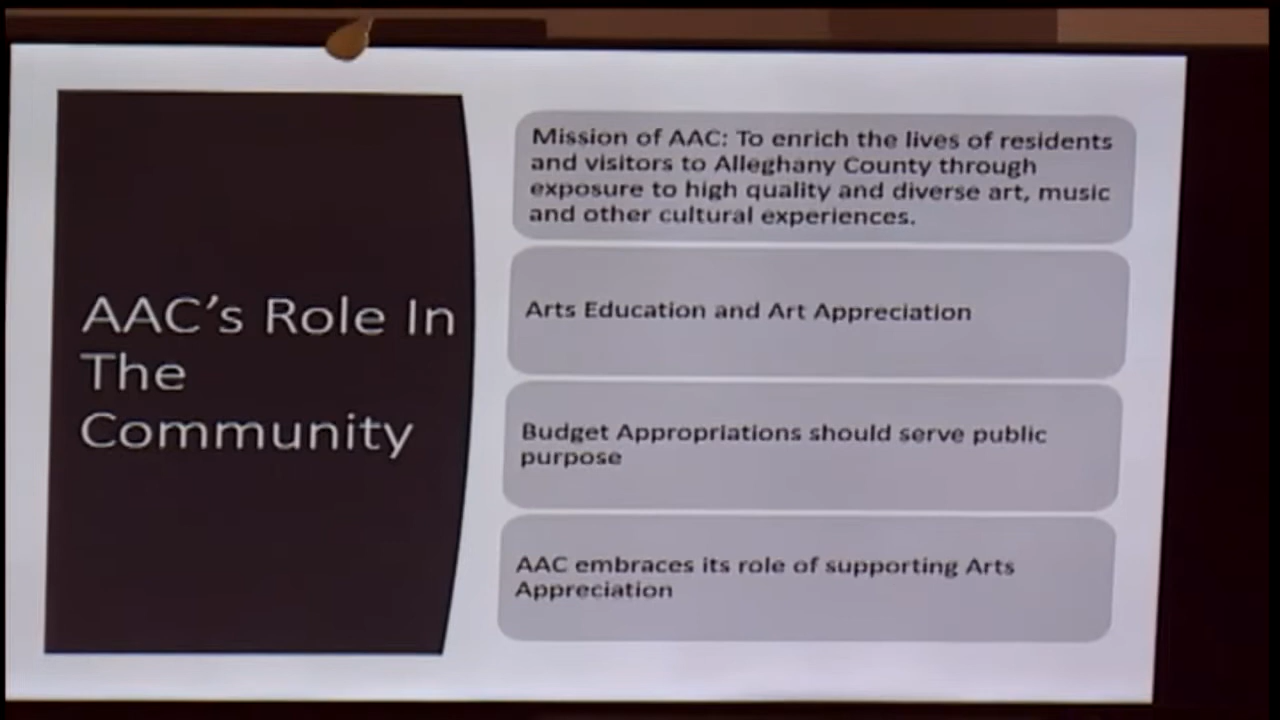 AAC's Role In
The
Community
Mission of AAC: To enrich the lives of residents
and visitors to Alleghany County through
exposure to high quality and diverse art, music
and other cultural experiences.
Arts Education and Art Appreciation
Budget Appropriations should serve public
purpose
AAC embraces its role of supporting Arts
Appreciation